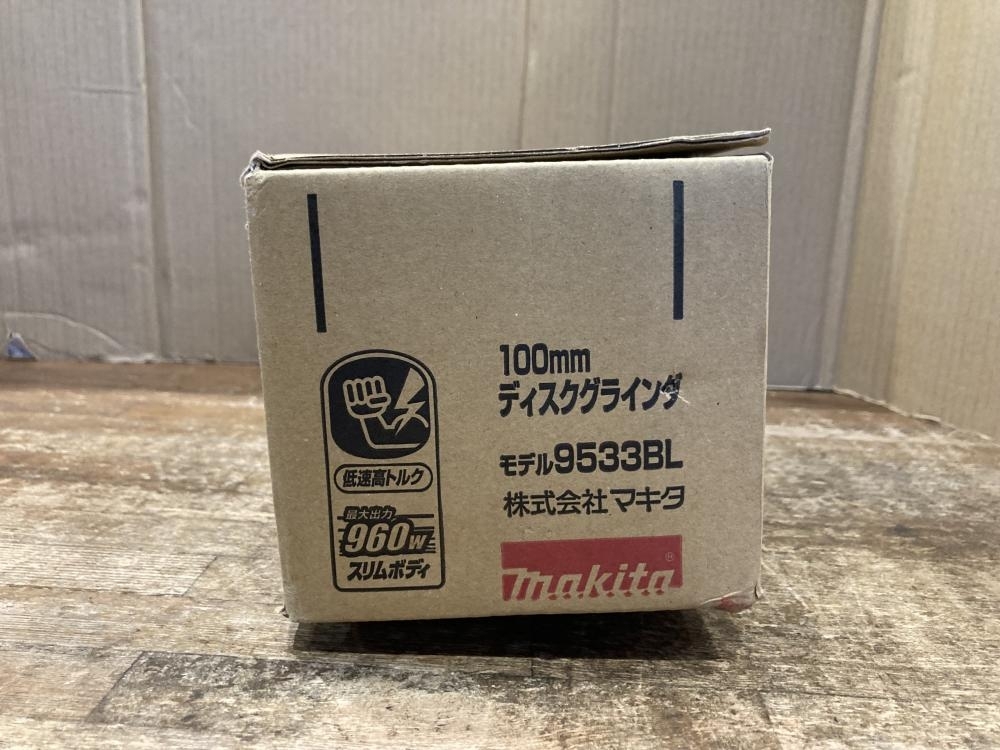 100mm
ディスクグラインダ
モデル9533BL
株式会社マキタ
makita®
低速高トルク
最大出力
960W
スリムボディ